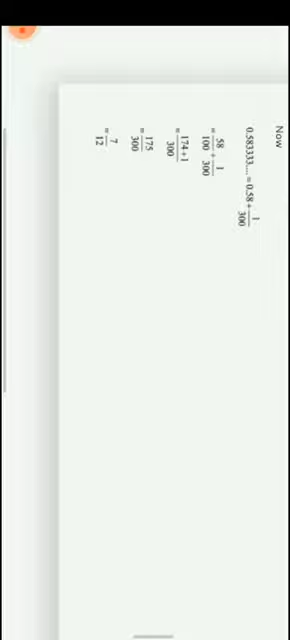 Now
0.583333.... = 0.58 + 1/300
= 58/100 + 1/300
= 174+1/300
= 175/300
= 7/12